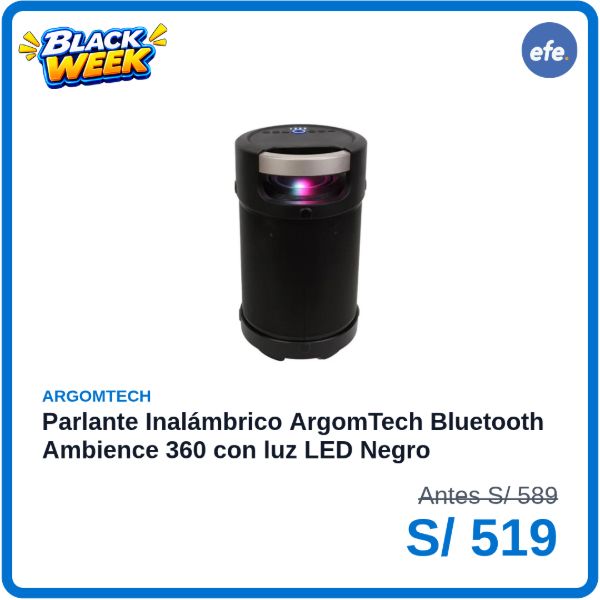 BLACK
WEEK
efe.
ARGOMTECH
Parlante Inalámbrico ArgomTech Bluetooth
Ambience 360 con luz LED Negro
Antes S/ 589
S/ 519